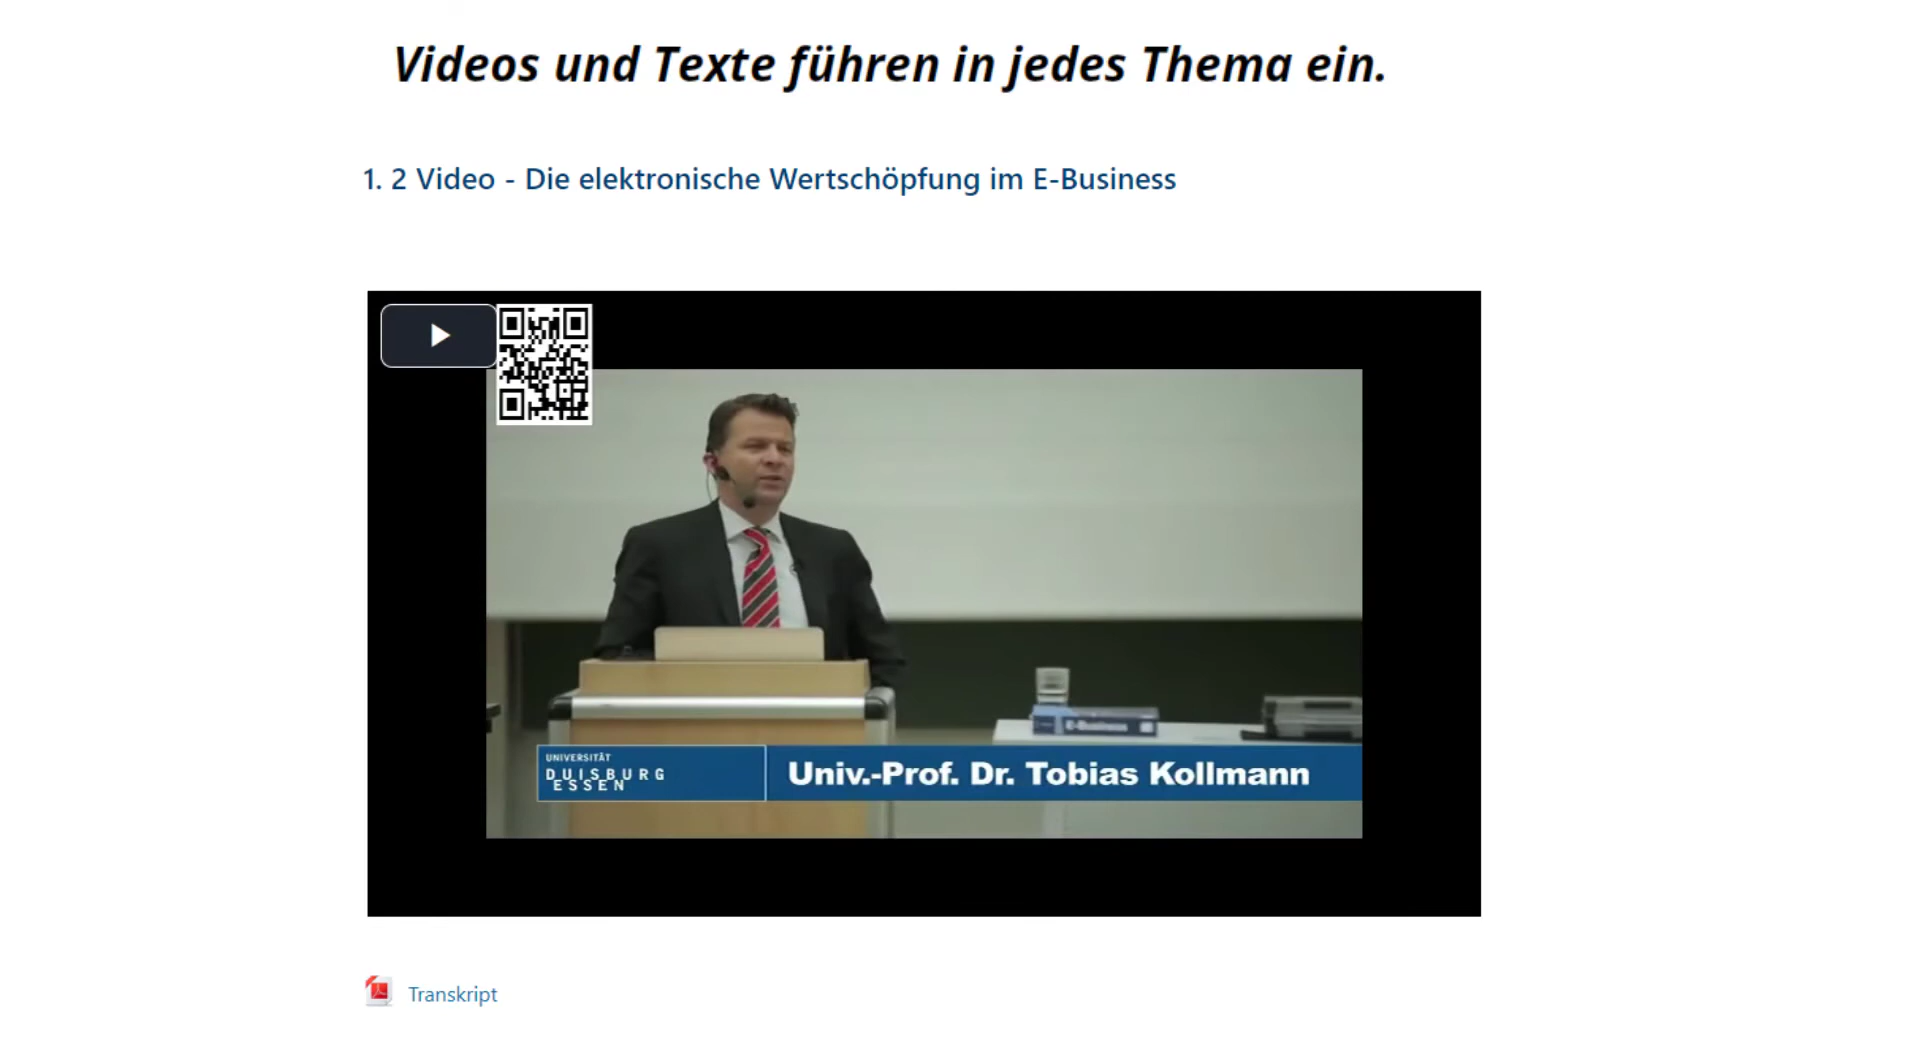 Videos und Texte führen in jedes Thema ein.
1. 2 Video - Die elektronische Wertschöpfung im E-Business
E-Business
UNIVERSITÄT
DUISBURG
ESSEN
Univ.-Prof. Dr. Tobias Kollmann
Transkript